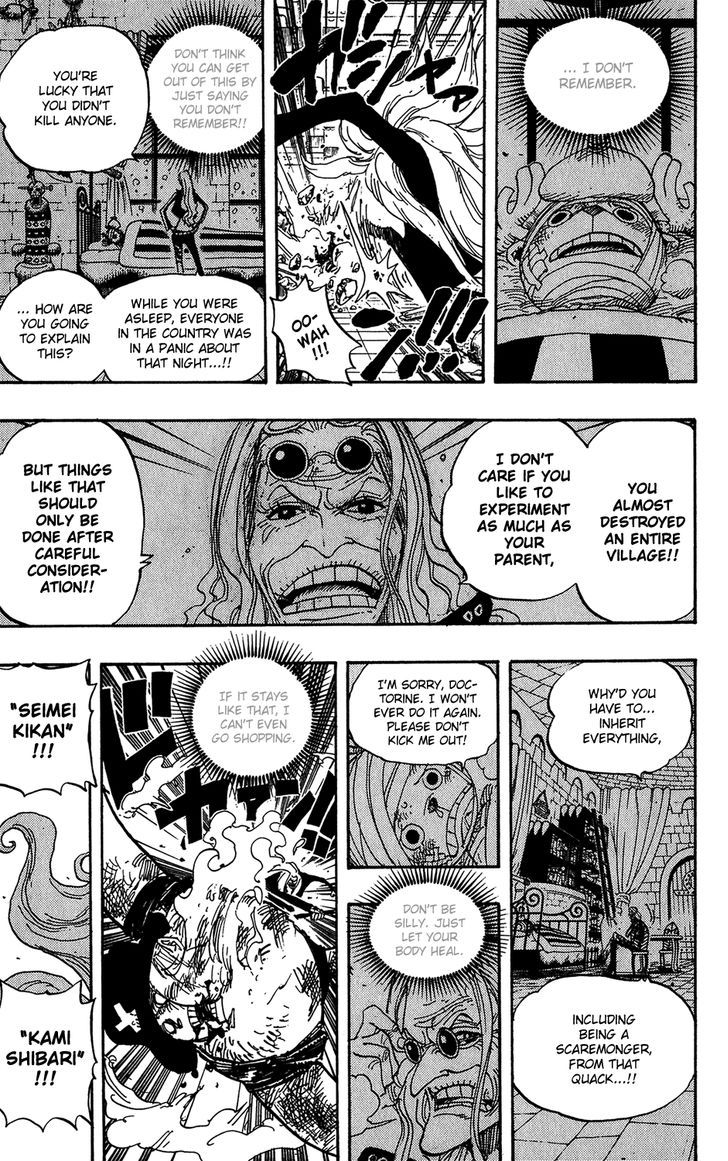 ... I DON'T
REMEMBER.
ガシャァ
OO-
WAH
!!!
DON'T THINK
YOU CAN GET
OUT OF THIS BY
JUST SAYING
YOU DON'T
REMEMBER!!
YOU'RE
LUCKY THAT
YOU DIDN'T
KILL ANYONE.
WHILE YOU WERE
ASLEEP, EVERYONE
IN THE COUNTRY WAS
IN A PANIC ABOUT
THAT NIGHT...!!
... HOW ARE
YOU GOING
TO EXPLAIN
THIS?
YOU
ALMOST
DESTROYED
AN ENTIRE
VILLAGE!!
I DON'T
CARE IF YOU
LIKE TO
EXPERIMENT
AS MUCH AS
YOUR
PARENT,
BUT THINGS
LIKE THAT
SHOULD
ONLY BE
DONE AFTER
CAREFUL
CONSIDER-
ATION!!
WHY'D YOU
HAVE TO...
INHERIT
EVERYTHING,
INCLUDING
BEING A
SCAREMONGER,
FROM THAT
QUACK...!!
I'M SORRY, DOC-
TORINE. I WON'T
EVER DO IT AGAIN.
PLEASE DON'T
KICK ME OUT!
DON'T BE
SILLY. JUST
LET YOUR
BODY HEAL.
IF IT STAYS
LIKE THAT, I
CAN'T EVEN
GO SHOPPING.
"SEIMEI
KIKAN"
!!!
"KAMI
SHIBARI"
!!!